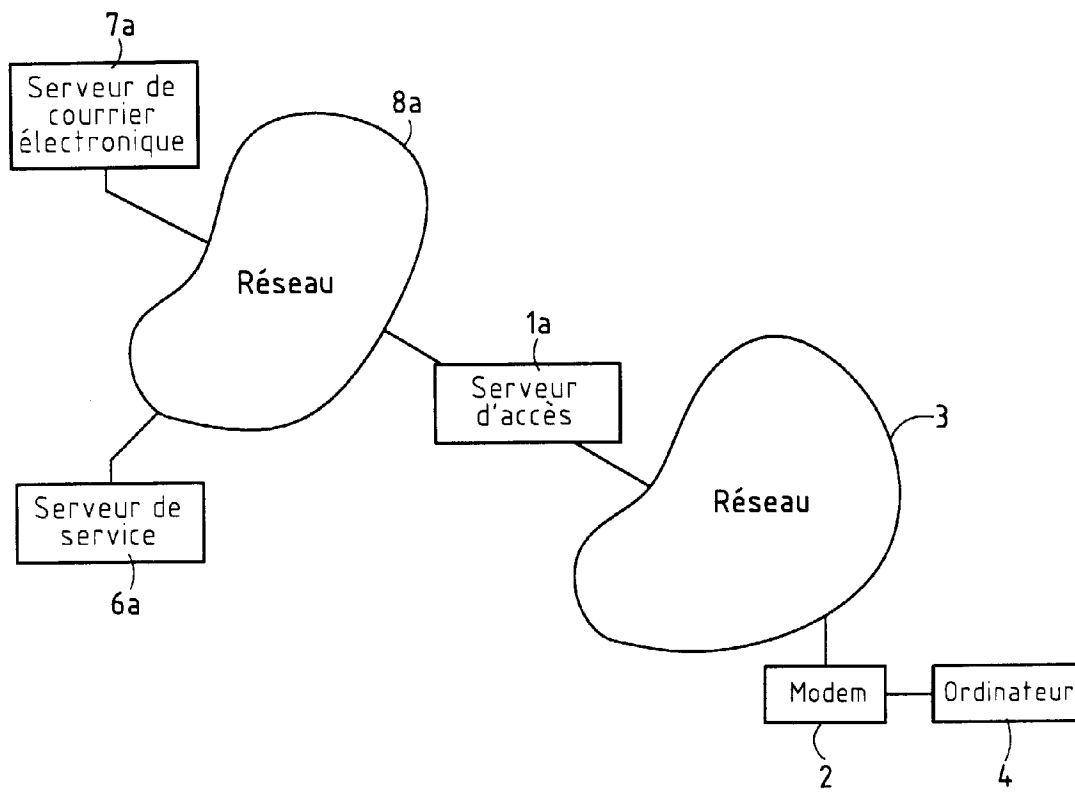 7a
Serveur de
courrier
électronique
8a
Réseau
1a
Serveur
d'accès
3
Réseau
Serveur de
service
6a
Modem
Ordinateur
2
4